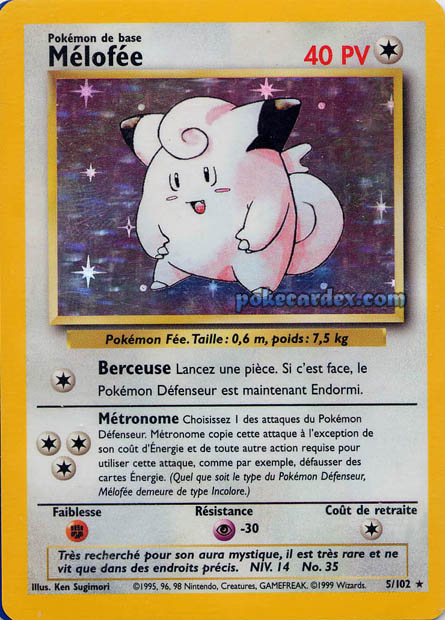 Pokémon de base
Mélofée
40 PV
pokecardex.com
Pokémon Fée. Taille: 0,6 m, poids: 7,5 kg
Berceuse Lancez une pièce. Si c'est face, le
Pokémon Défenseur est maintenant Endormi.
Métronome Choisissez 1 des attaques du Pokémon
Défenseur. Métronome copie cette attaque à l'exception de
son coût d'Énergie et de toute autre action requise pour
utiliser cette attaque, comme par exemple, défausser des
cartes Énergie. (Quel que soit le type du Pokémon Défenseur,
Mélofée demeure de type Incolore.)
Faiblesse Résistance Coût de retraite
-30
Très recherché pour son aura mystique, il est très rare et ne
vit que dans des endroits précis. NIV. 14 No. 35
Illus. Ken Sugimori ©1995, 96, 98 Nintendo, Creatures, GAMEFREAK. ©1999 Wizards. 5/102 ★